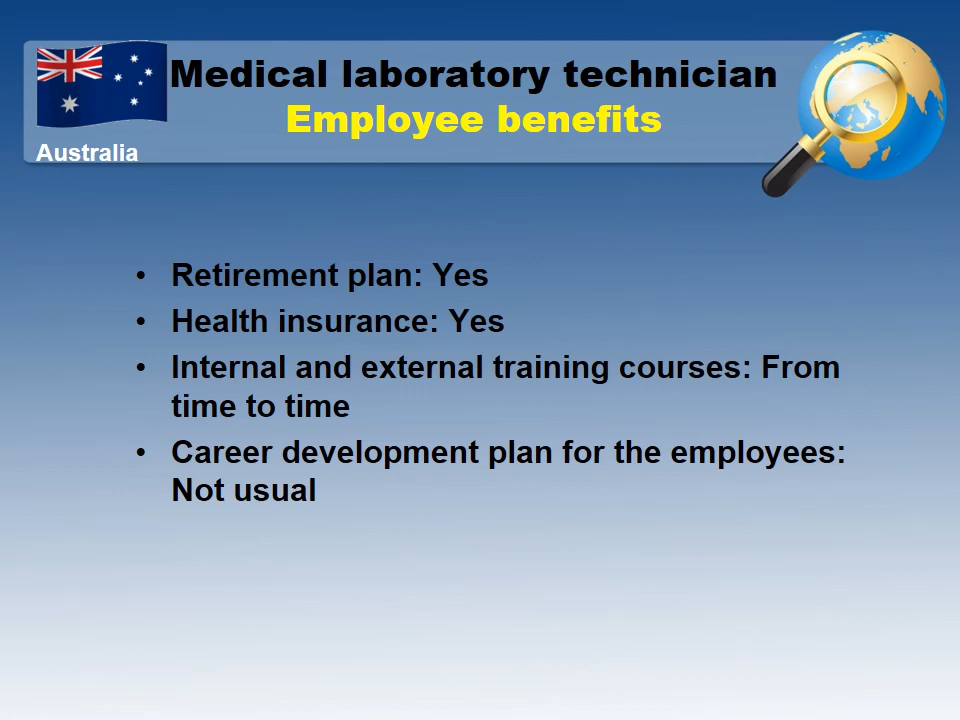 Medical laboratory technician
Employee benefits
Australia
• Retirement plan: Yes
• Health insurance: Yes
• Internal and external training courses: From
time to time
• Career development plan for the employees:
Not usual